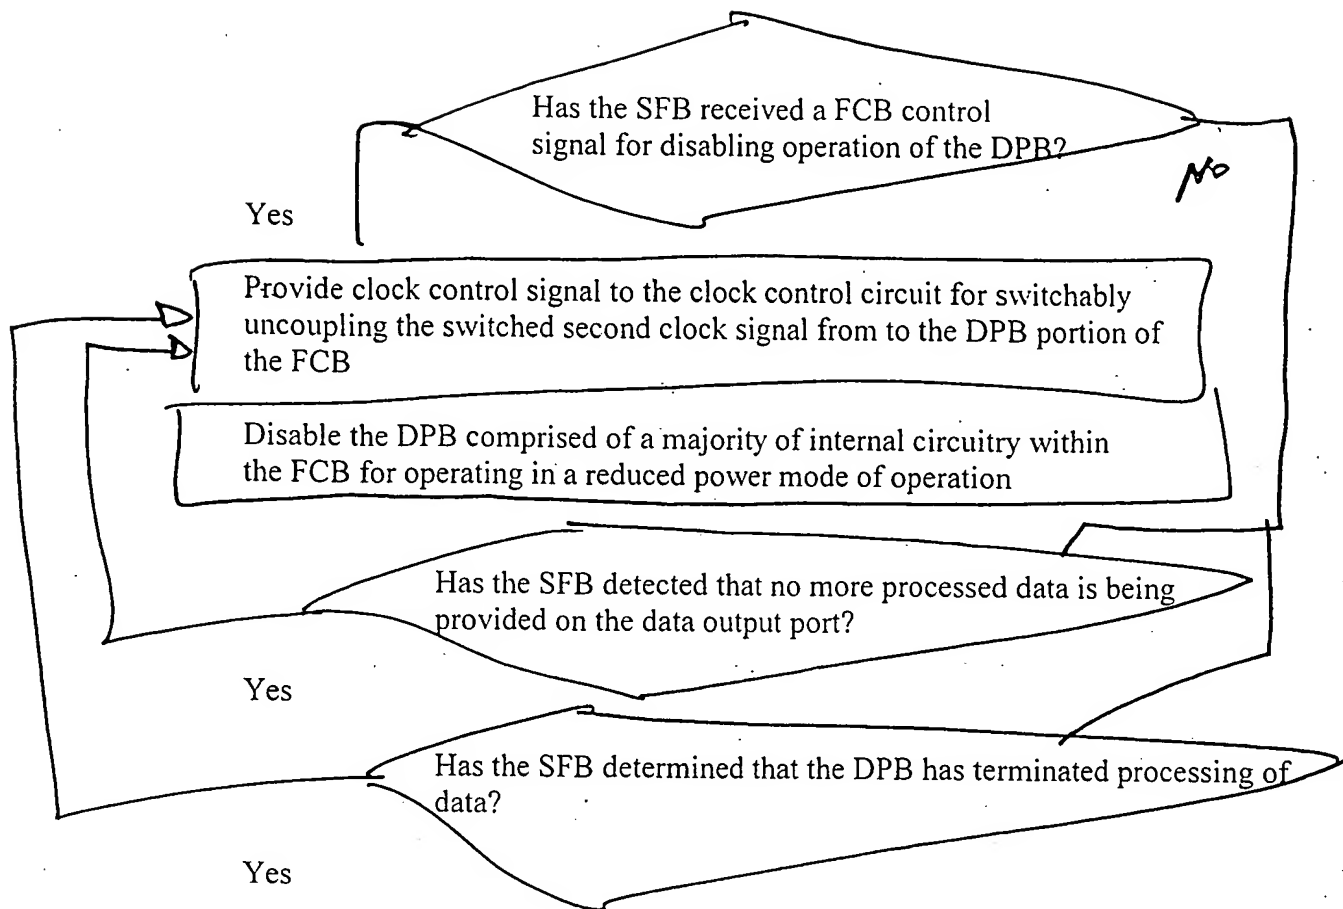 Has the SFB received a FCB control
signal for disabling operation of the DPB?
No
Yes
Provide clock control signal to the clock control circuit for switchably
uncoupling the switched second clock signal from to the DPB portion of
the FCB
Disable the DPB comprised of a majority of internal circuitry within
the FCB for operating in a reduced power mode of operation
Has the SFB detected that no more processed data is being
provided on the data output port?
Yes
Has the SFB determined that the DPB has terminated processing of
data?
Yes